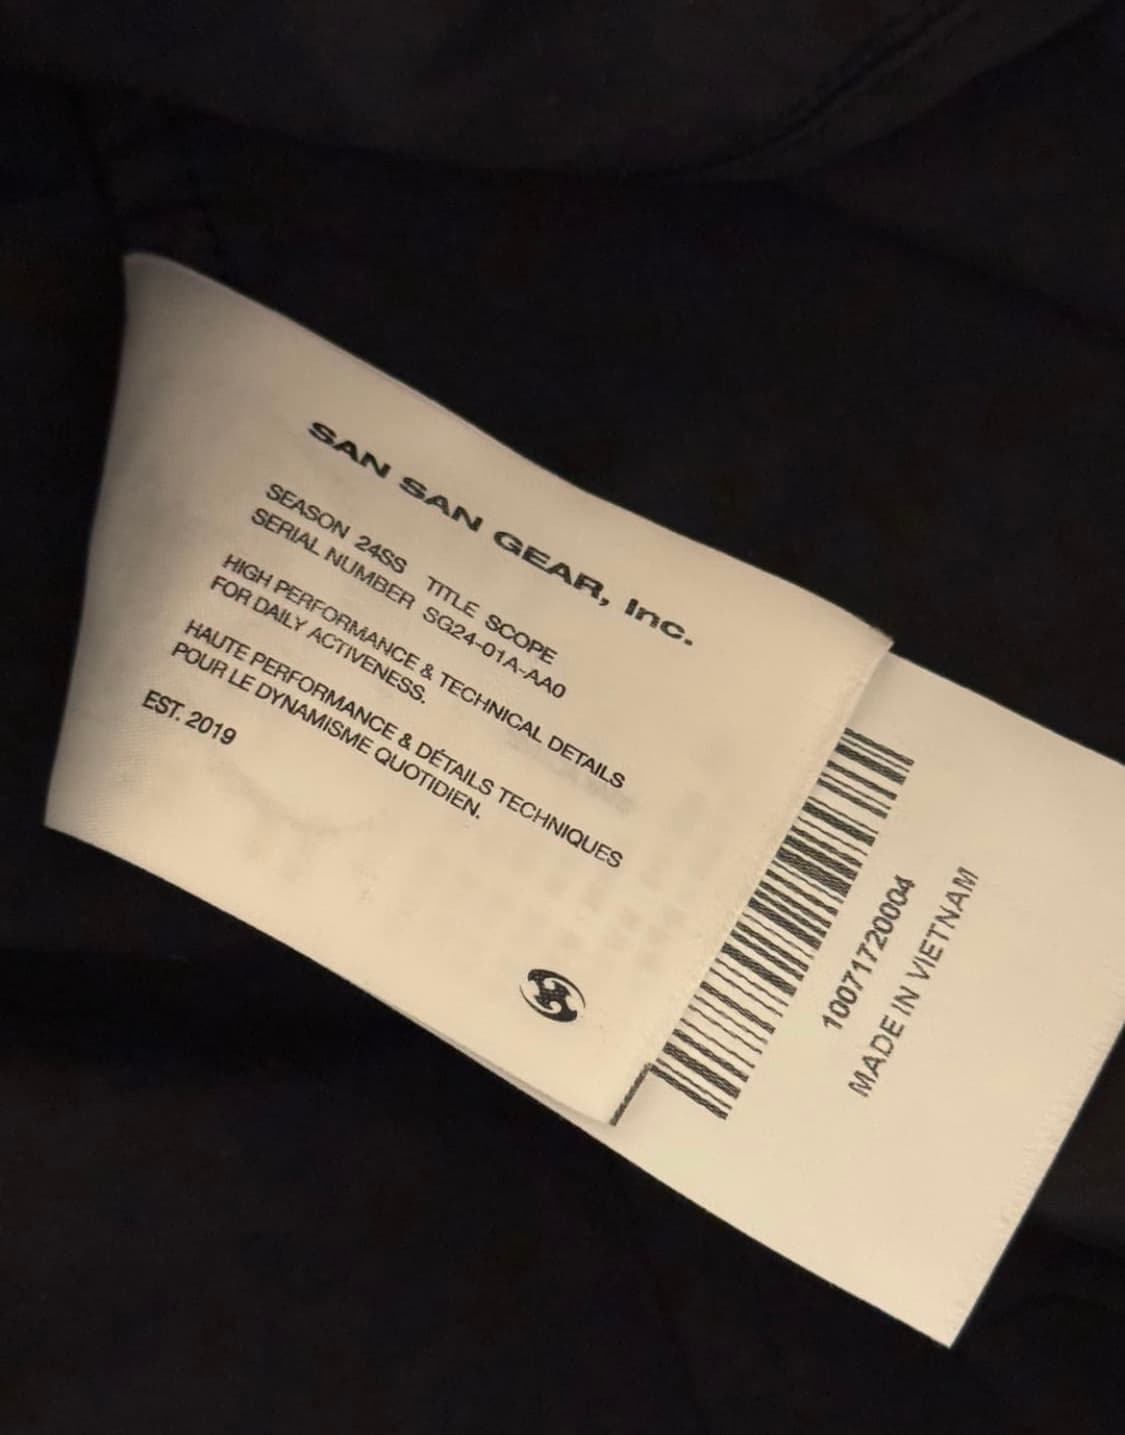 SAN SAN GEAR, Inc.
SEASON 24SS TITLE SCOPE
SERIAL NUMBER SG24-01A-AA0
HIGH PERFORMANCE & TECHNICAL DETAILS
FOR DAILY ACTIVENESS.
HAUTE PERFORMANCE & DÉTAILS TECHNIQUES
POUR LE DYNAMISME QUOTIDIEN.
EST. 2019
10071720004
MADE IN VIETNAM